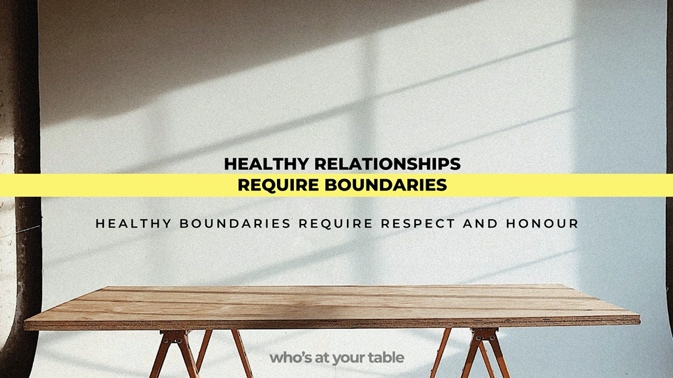 HEALTHY RELATIONSHIPS
REQUIRE BOUNDARIES
HEALTHY BOUNDARIES REQUIRE RESPECT AND HONOUR
who's at your table